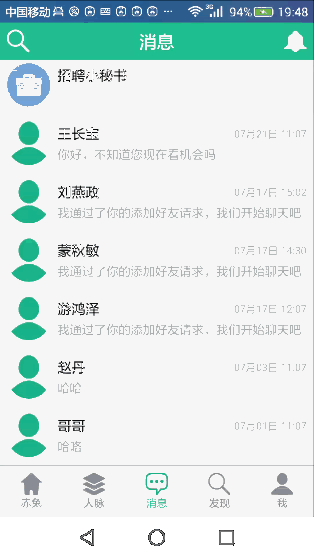 中国移动 94% 19:48
消息
招聘小秘书
王长宝 07月21日 11:07
你好，不知道您现在看机会吗
刘燕政 07月17日 15:02
我通过了你的添加好友请求，我们开始聊天吧
蒙秋敏 07月17日 14:30
我通过了你的添加好友请求，我们开始聊天吧
游鸿泽 07月17日 12:07
我通过了你的添加好友请求，我们开始聊天吧
赵丹 07月03日 11:07
哈哈
哥哥 07月01日 11:07
哈咯
赤兔 人脉 消息 发现 我